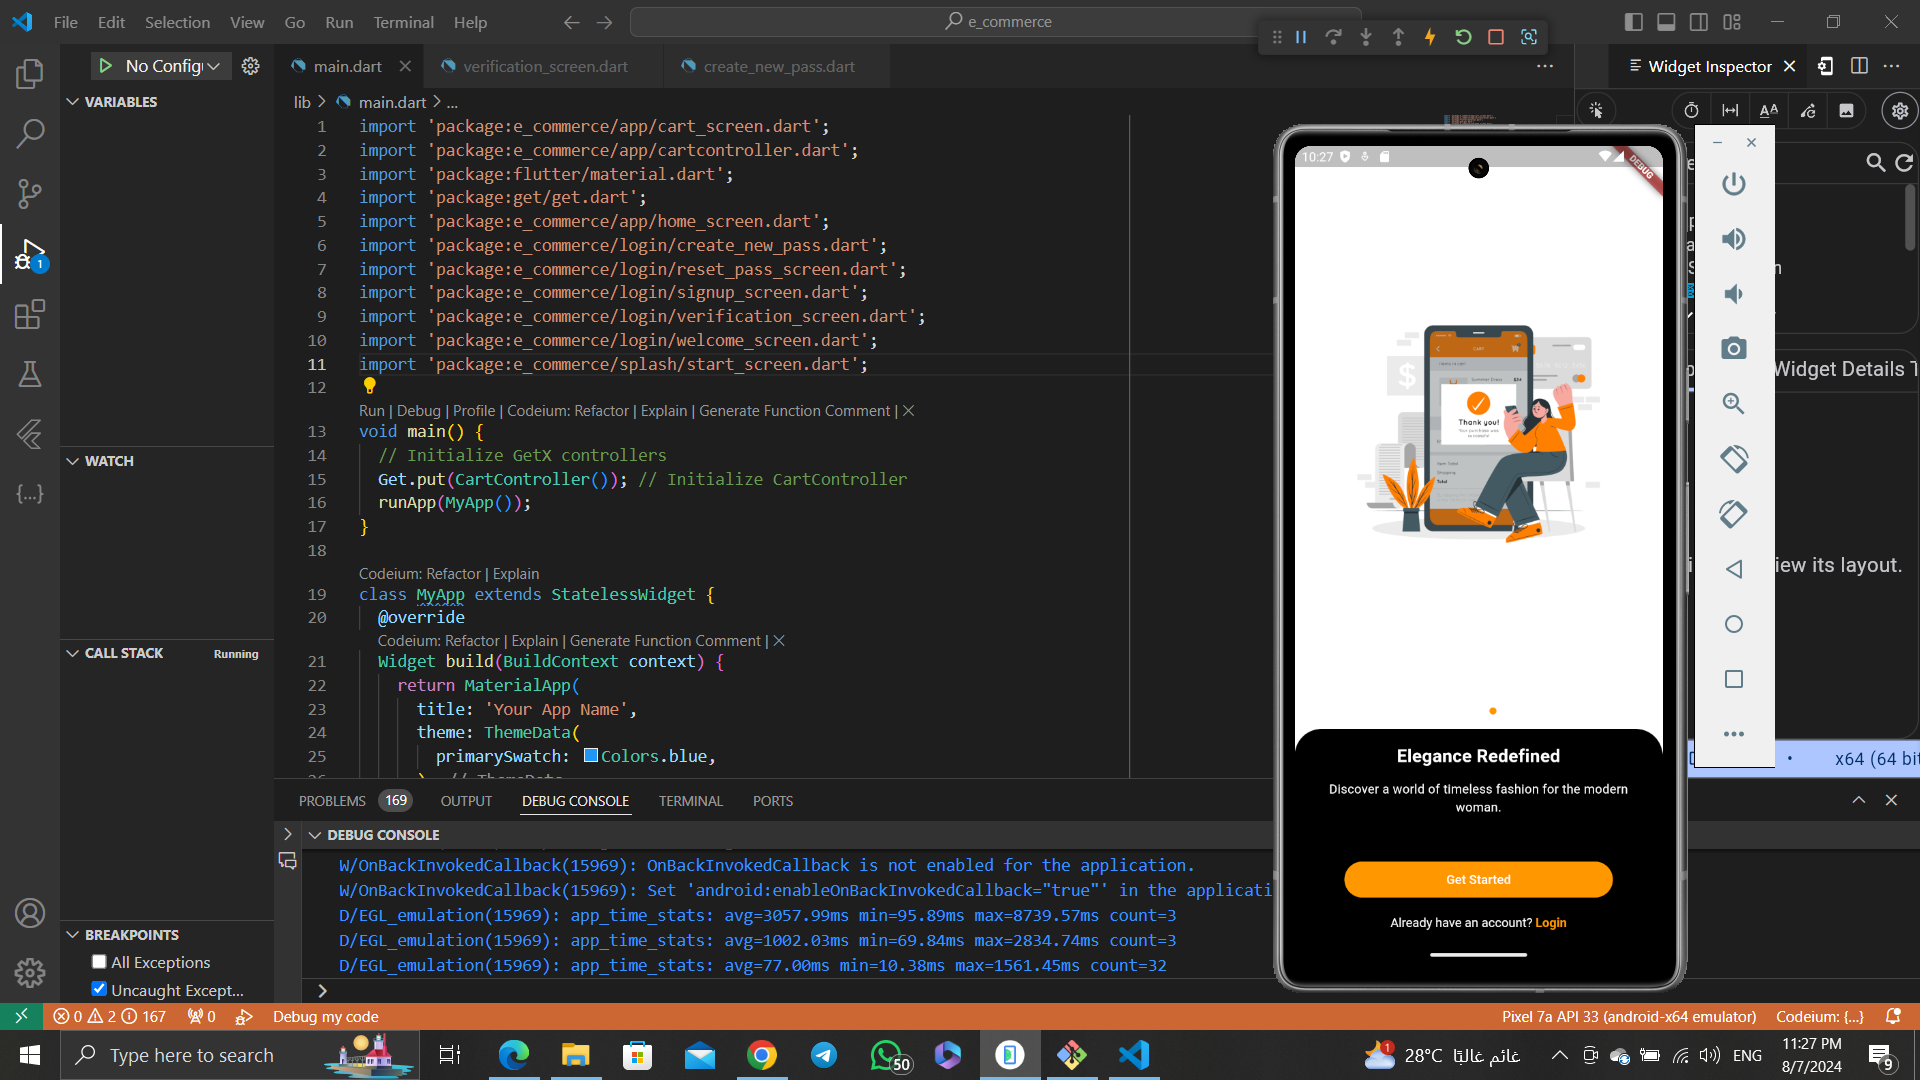 File Edit Selection View Go Run Terminal Help
e_commerce
No Config
main.dart
verification_screen.dart
create_new_pass.dart
Widget Inspector
VARIABLES
lib > main.dart > ...
1 import 'package:e_commerce/app/cart_screen.dart';
2 import 'package:e_commerce/app/cartcontroller.dart';
3 import 'package:flutter/material.dart';
4 import 'package:get/get.dart';
5 import 'package:e_commerce/app/home_screen.dart';
6 import 'package:e_commerce/login/create_new_pass.dart';
7 import 'package:e_commerce/login/reset_pass_screen.dart';
8 import 'package:e_commerce/login/signup_screen.dart';
9 import 'package:e_commerce/login/verification_screen.dart';
10 import 'package:e_commerce/login/welcome_screen.dart';
11 import 'package:e_commerce/splash/start_screen.dart';
12
Run | Debug | Profile | Codeium: Refactor | Explain | Generate Function Comment | ×
13 void main() {
14 // Initialize GetX controllers
15 Get.put(CartController()); // Initialize CartController
16 runApp(MyApp());
17 }
18
Codeium: Refactor | Explain
19 class MyApp extends StatelessWidget {
20 @override
Codeium: Refactor | Explain | Generate Function Comment | ×
21 Widget build(BuildContext context) {
22 return MaterialApp(
23 title: 'Your App Name',
24 theme: ThemeData(
25 primarySwatch: Colors.blue,
WATCH
CALL STACK
Running
BREAKPOINTS
All Exceptions
Uncaught Except...
10:27
DEBUG
CART
$
Thank you!
Total
Elegance Redefined
Discover a world of timeless fashion for the modern
woman.
Get Started
Already have an account? Login
Widget Details T
iew its layout.
x64 (64 bit
PROBLEMS 169 OUTPUT DEBUG CONSOLE TERMINAL PORTS
DEBUG CONSOLE
W/OnBackInvokedCallback(15969): OnBackInvokedCallback is not enabled for the application.
W/OnBackInvokedCallback(15969): Set 'android:enableOnBackInvokedCallback="true"' in the applicati
D/EGL_emulation(15969): app_time_stats: avg=3057.99ms min=95.89ms max=8739.57ms count=3
D/EGL_emulation(15969): app_time_stats: avg=1002.03ms min=69.84ms max=2834.74ms count=3
D/EGL_emulation(15969): app_time_stats: avg=77.00ms min=10.38ms max=1561.45ms count=32
0 2 167 0 Debug my code
Pixel 7a API 33 (android-x64 emulator) Codeium: {...}
Type here to search
50
1
28°C غائم غالبًا
ENG
11:27 PM
8/7/2024
9